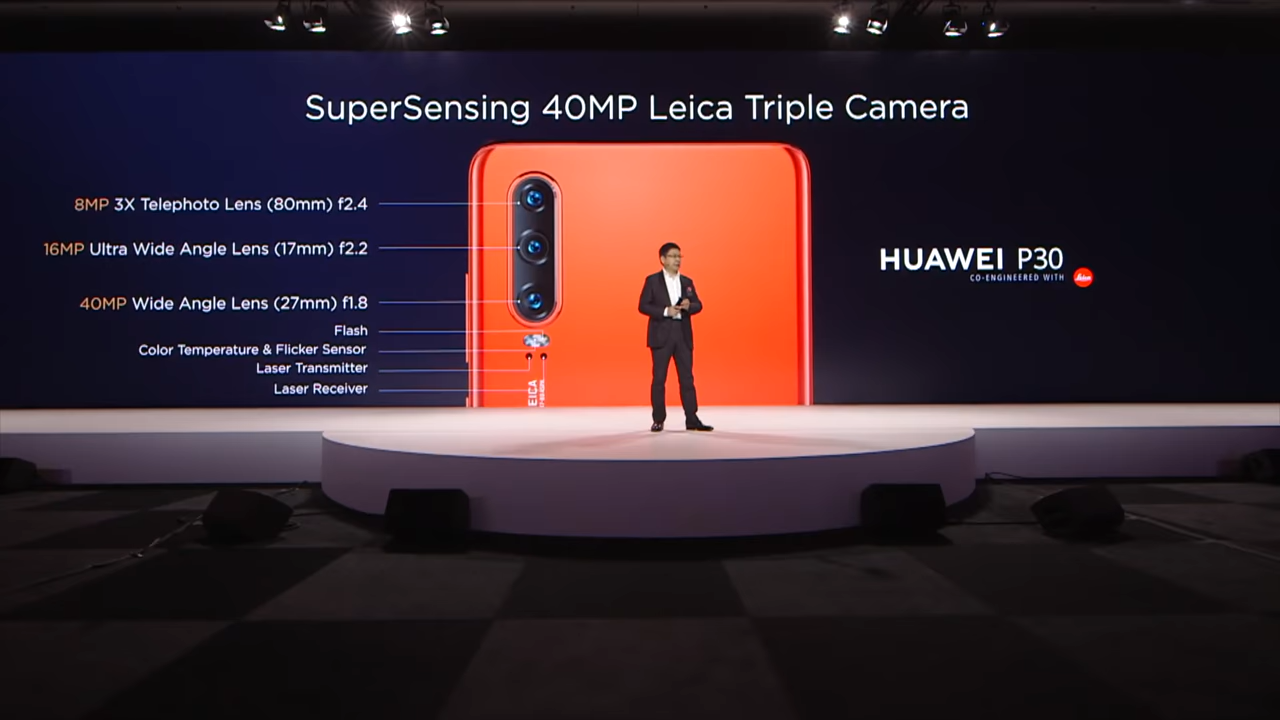 SuperSensing 40MP Leica Triple Camera
8MP 3X Telephoto Lens (80mm) f2.4
16MP Ultra Wide Angle Lens (17mm) f2.2
40MP Wide Angle Lens (27mm) f1.8
Flash
Color Temperature & Flicker Sensor
Laser Transmitter
Laser Receiver
HUAWEI P30
CO-ENGINEERED WITH
Leica
EICA